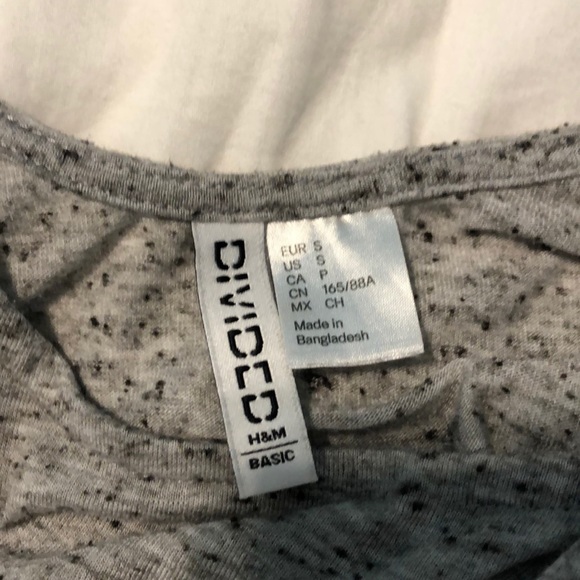 DIVIDED
H&M
BASIC
EUR S
US S
CA P
CN 165/88A
MX CH
Made in
Bangladesh